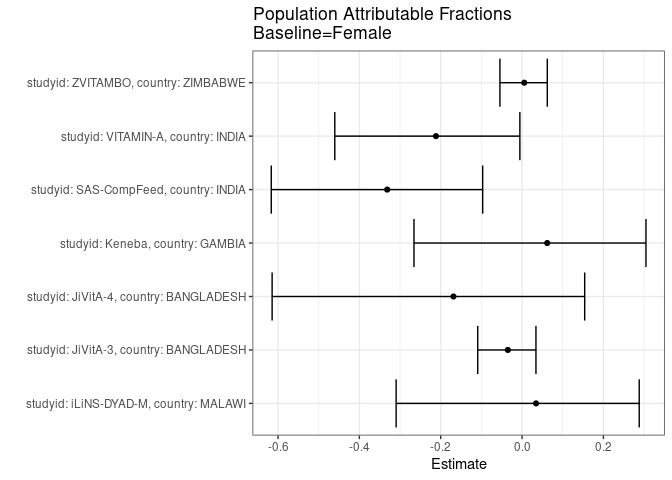 Population Attributable Fractions
Baseline=Female
studyid: ZVITAMBO, country: ZIMBABWE
studyid: VITAMIN-A, country: INDIA
studyid: SAS-CompFeed, country: INDIA
studyid: Keneba, country: GAMBIA
studyid: JiVitA-4, country: BANGLADESH
studyid: JiVitA-3, country: BANGLADESH
studyid: iLiNS-DYAD-M, country: MALAWI
-0.6 -0.4 -0.2 0.0 0.2
Estimate